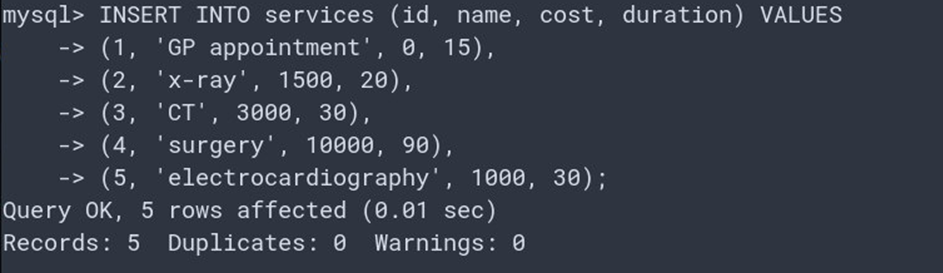 mysql> INSERT INTO services (id, name, cost, duration) VALUES
    -> (1, 'GP appointment', 0, 15),
    -> (2, 'x-ray', 1500, 20),
    -> (3, 'CT', 3000, 30),
    -> (4, 'surgery', 10000, 90),
    -> (5, 'electrocardiography', 1000, 30);
Query OK, 5 rows affected (0.01 sec)
Records: 5  Duplicates: 0  Warnings: 0